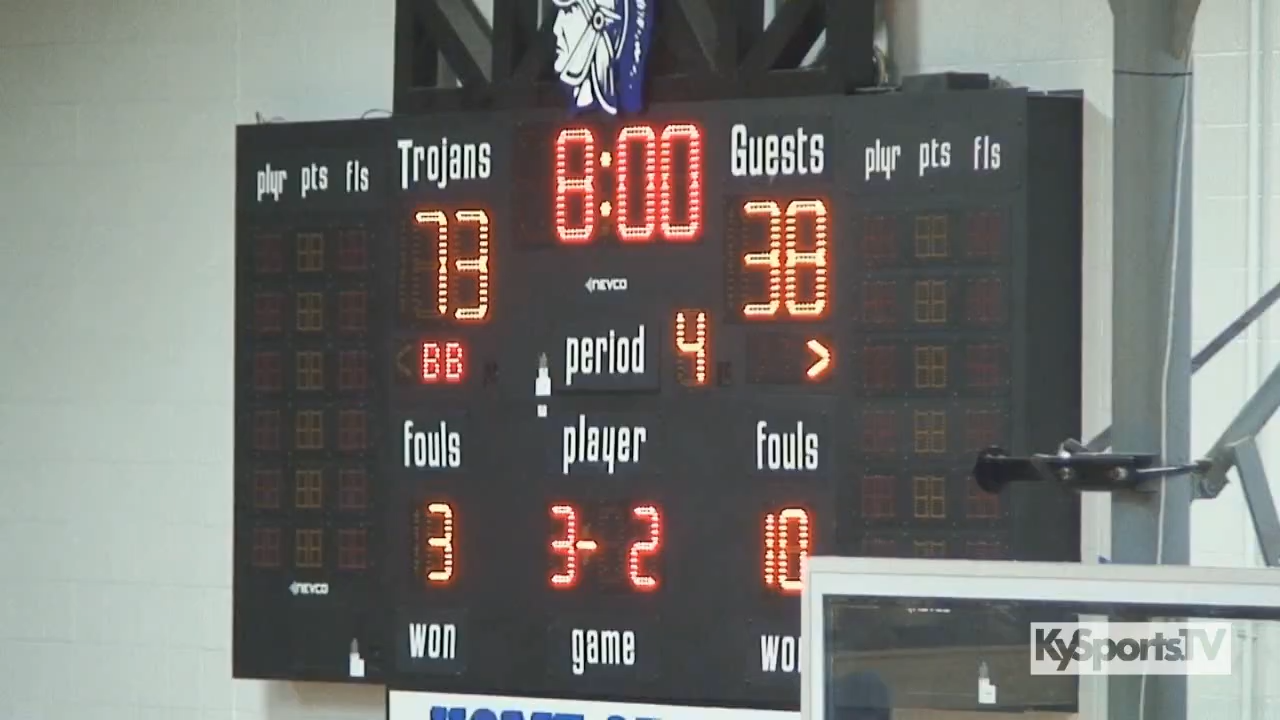 Trojans 8:00 Guests
plyr pts fls
plyr pts fls
73 38
NEVCO
BB period 4 >
fouls player fouls
3 3-2 10
NEVCO
won game
KySportsTV